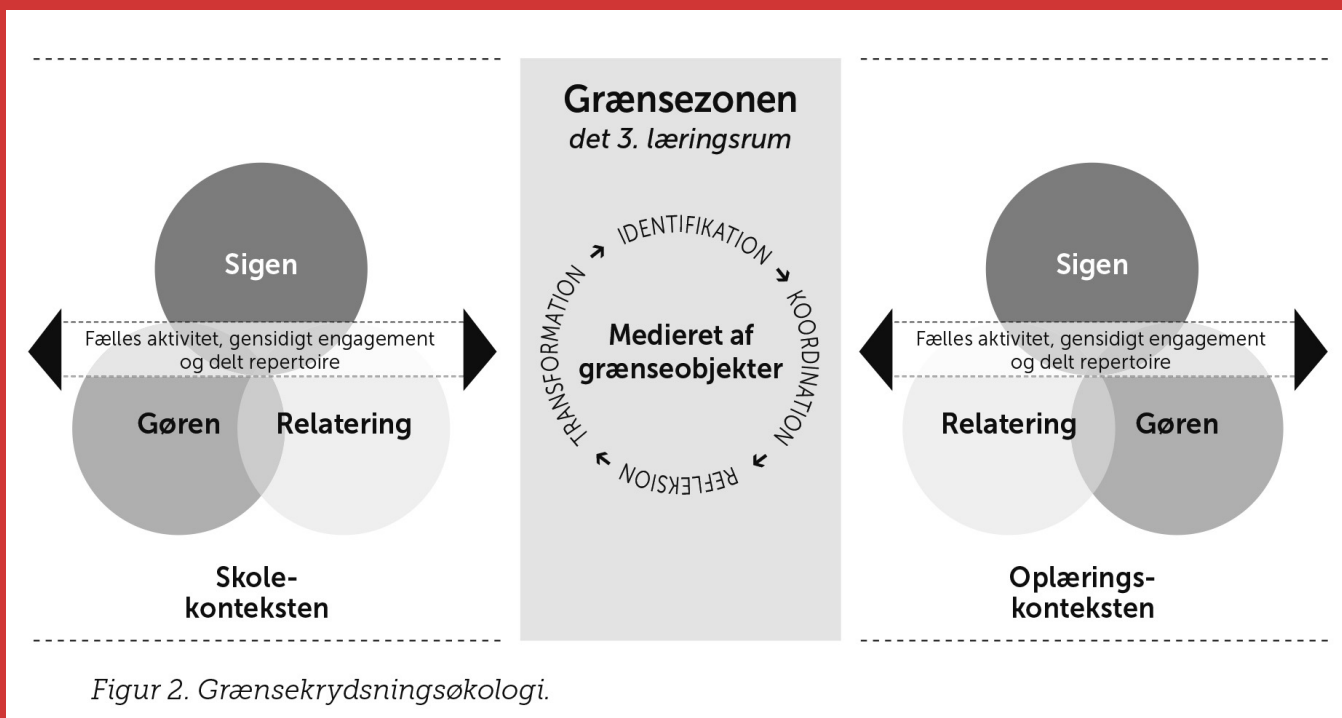 Grænsezonen
det 3. læringsrum
Sigen
Fælles aktivitet, gensidigt engagement
og delt repertoire
Gøren
Relatering
Skole-
konteksten
IDENTIFIKATION
KOORDINATION
REFLEKSION
TRANSFORMATION
Medieret af
grænseobjekter
Sigen
Fælles aktivitet, gensidigt engagement
og delt repertoire
Relatering
Gøren
Oplærings-
konteksten
Figur 2. Grænsekrydsningsøkologi.